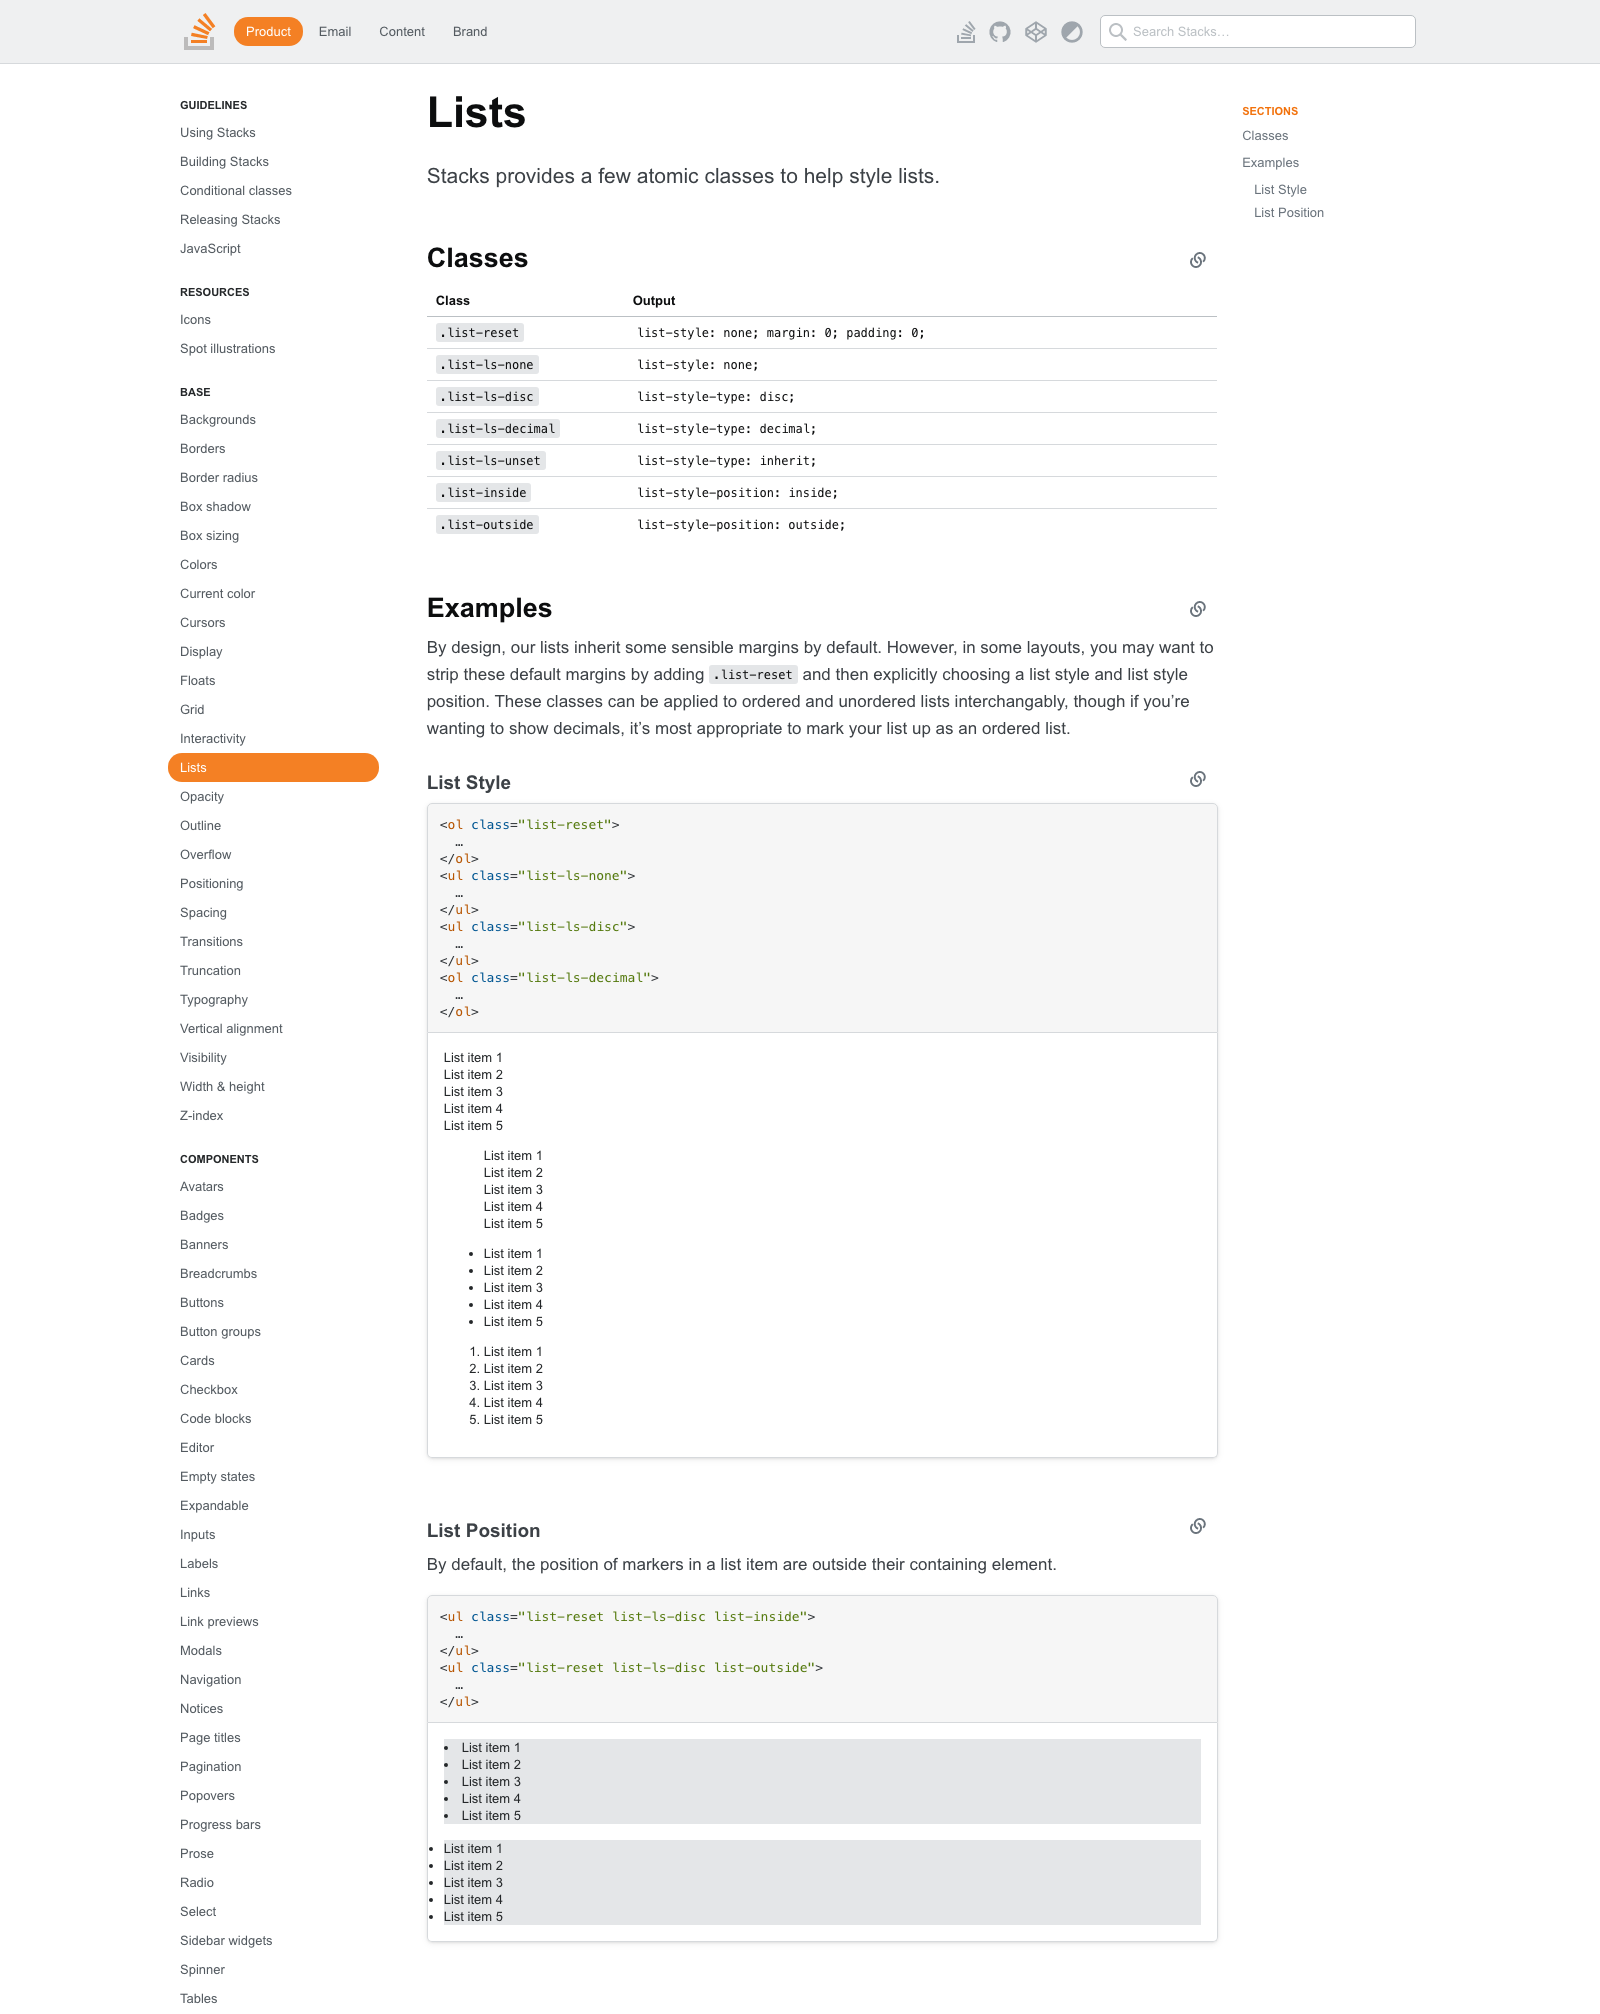 Product
Email
Content
Brand
Search Stacks…
GUIDELINES
Using Stacks
Building Stacks
Conditional classes
Releasing Stacks
JavaScript
RESOURCES
Icons
Spot illustrations
BASE
Backgrounds
Borders
Border radius
Box shadow
Box sizing
Colors
Current color
Cursors
Display
Floats
Grid
Interactivity
Lists
Opacity
Outline
Overflow
Positioning
Spacing
Transitions
Truncation
Typography
Vertical alignment
Visibility
Width & height
Z-index
COMPONENTS
Avatars
Badges
Banners
Breadcrumbs
Buttons
Button groups
Cards
Checkbox
Code blocks
Editor
Empty states
Expandable
Inputs
Labels
Links
Link previews
Modals
Navigation
Notices
Page titles
Pagination
Popovers
Progress bars
Prose
Radio
Select
Sidebar widgets
Spinner
Tables
Lists
Stacks provides a few atomic classes to help style lists.
Classes
Class Output
.list-reset list-style: none; margin: 0; padding: 0;
.list-ls-none list-style: none;
.list-ls-disc list-style-type: disc;
.list-ls-decimal list-style-type: decimal;
.list-ls-unset list-style-type: inherit;
.list-inside list-style-position: inside;
.list-outside list-style-position: outside;
Examples
By design, our lists inherit some sensible margins by default. However, in some layouts, you may want to
strip these default margins by adding .list-reset and then explicitly choosing a list style and list style
position. These classes can be applied to ordered and unordered lists interchangably, though if you’re
wanting to show decimals, it’s most appropriate to mark your list up as an ordered list.
List Style
<ol class="list-reset">
…
</ol>
<ul class="list-ls-none">
…
</ul>
<ul class="list-ls-disc">
…
</ul>
<ol class="list-ls-decimal">
…
</ol>
List item 1
List item 2
List item 3
List item 4
List item 5
List item 1
List item 2
List item 3
List item 4
List item 5
• List item 1
• List item 2
• List item 3
• List item 4
• List item 5
1. List item 1
2. List item 2
3. List item 3
4. List item 4
5. List item 5
List Position
By default, the position of markers in a list item are outside their containing element.
<ul class="list-reset list-ls-disc list-inside">
…
</ul>
<ul class="list-reset list-ls-disc list-outside">
…
</ul>
• List item 1
• List item 2
• List item 3
• List item 4
• List item 5
• List item 1
• List item 2
• List item 3
• List item 4
• List item 5
SECTIONS
Classes
Examples
List Style
List Position